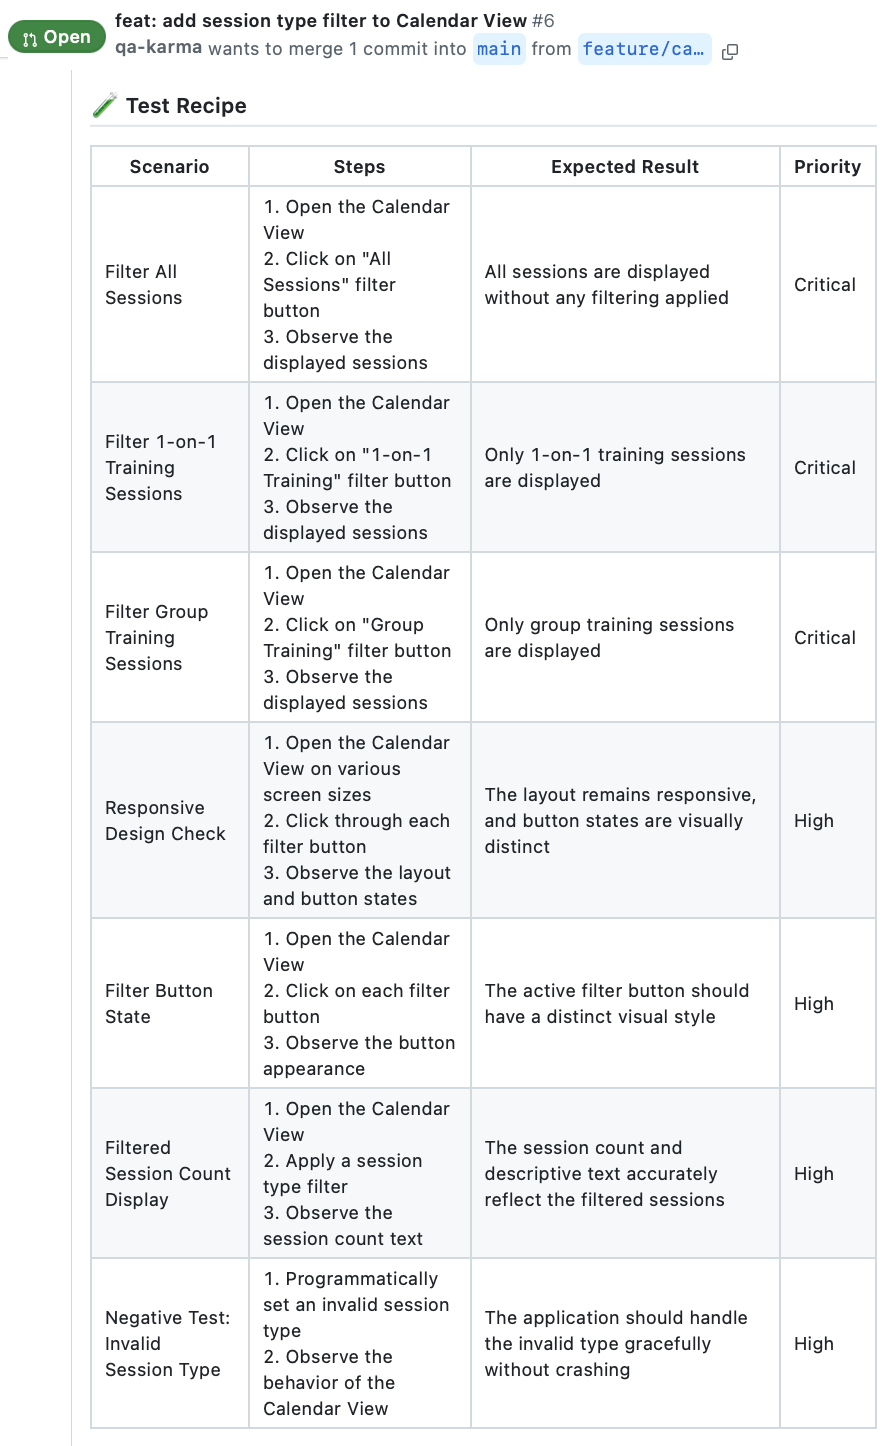 feat: add session type filter to Calendar View #6
Open
qa-karma wants to merge 1 commit into main from feature/ca...
Test Recipe
Scenario
Steps
Expected Result
Priority
Filter All
Sessions
1. Open the Calendar
View
2. Click on "All
Sessions" filter
button
3. Observe the
displayed sessions
All sessions are displayed
without any filtering applied
Critical
Filter 1-on-1
Training
Sessions
1. Open the Calendar
View
2. Click on "1-on-1
Training" filter button
3. Observe the
displayed sessions
Only 1-on-1 training sessions
are displayed
Critical
Filter Group
Training
Sessions
1. Open the Calendar
View
2. Click on "Group
Training" filter button
3. Observe the
displayed sessions
Only group training sessions
are displayed
Critical
Responsive
Design Check
1. Open the Calendar
View on various
screen sizes
2. Click through each
filter button
3. Observe the layout
and button states
The layout remains responsive,
and button states are visually
distinct
High
Filter Button
State
1. Open the Calendar
View
2. Click on each filter
button
3. Observe the button
appearance
The active filter button should
have a distinct visual style
High
Filtered
Session Count
Display
1. Open the Calendar
View
2. Apply a session
type filter
3. Observe the
session count text
The session count and
descriptive text accurately
reflect the filtered sessions
High
Negative Test:
Invalid
Session Type
1. Programmatically
set an invalid session
type
2. Observe the
behavior of the
Calendar View
The application should handle
the invalid type gracefully
without crashing
High